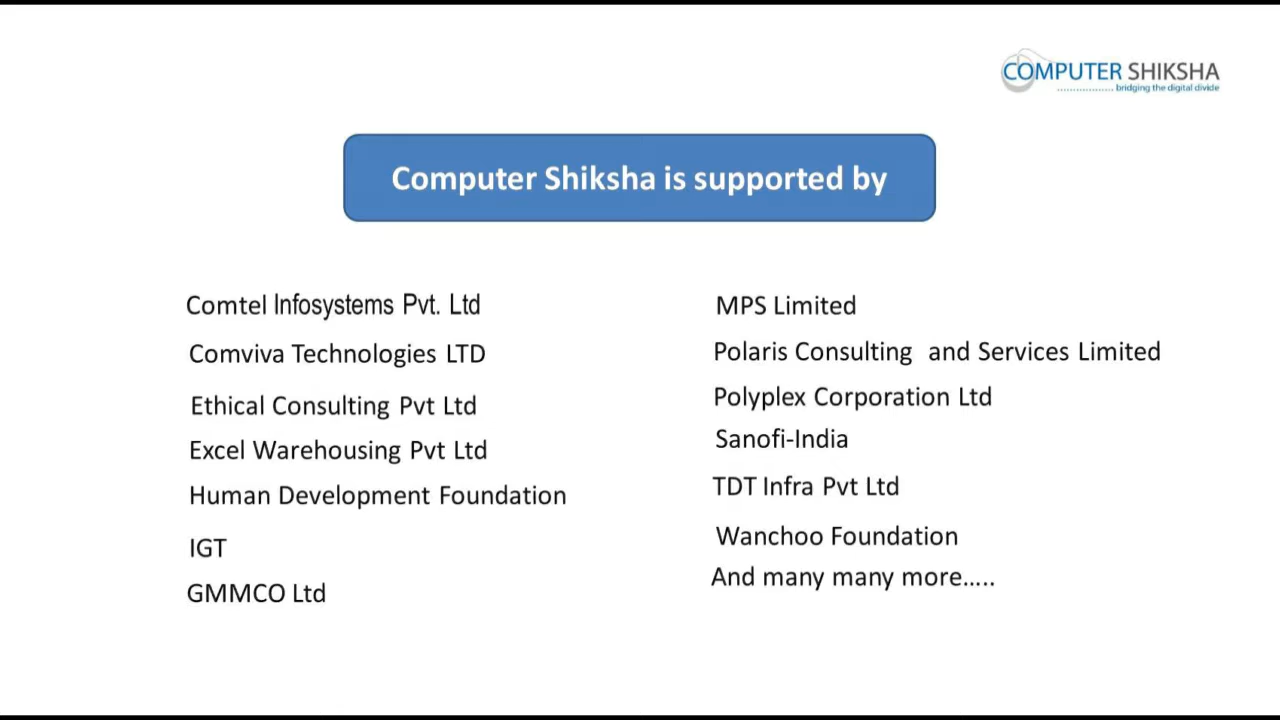 COMPUTER SHIKSHA
bridging the digital divide
Computer Shiksha is supported by
Comtel Infosystems Pvt. Ltd
Comviva Technologies LTD
Ethical Consulting Pvt Ltd
Excel Warehousing Pvt Ltd
Human Development Foundation
IGT
GMMCO Ltd
MPS Limited
Polaris Consulting and Services Limited
Polyplex Corporation Ltd
Sanofi-India
TDT Infra Pvt Ltd
Wanchoo Foundation
And many many more.....